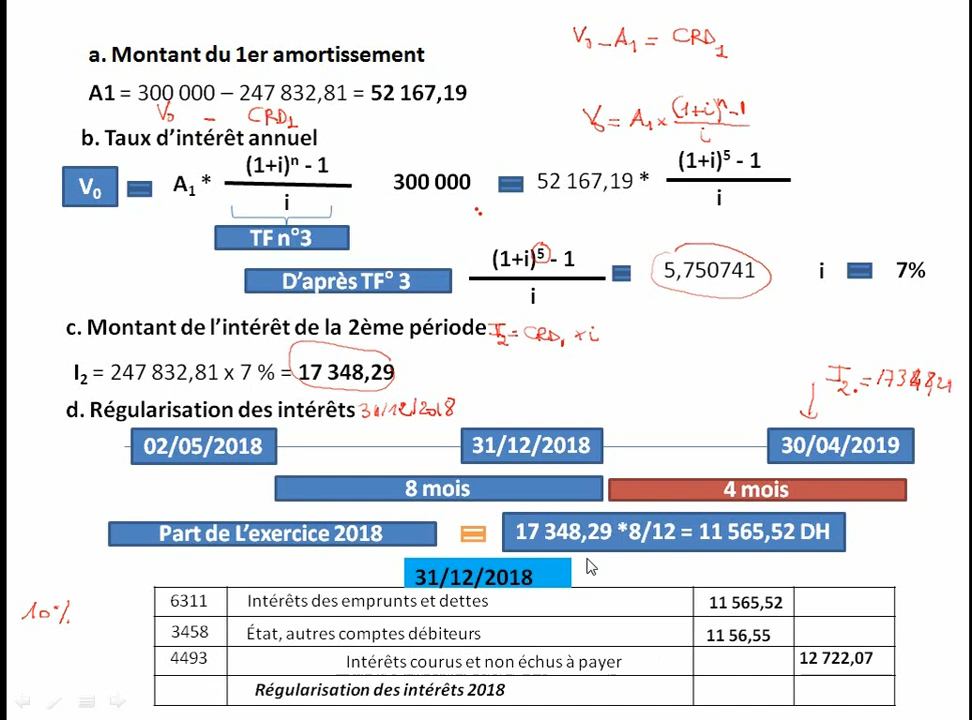 V₀ - A₁ = CRD₁
a. Montant du 1er amortissement
A1 = 300 000 – 247 832,81 = 52 167,19
V₀ - CRD₁
V₀ = A₁ × (1+i)ⁿ - 1 / i
b. Taux d’intérêt annuel
V₀ = A₁ * (1+i)ⁿ - 1 / i 300 000 = 52 167,19 * (1+i)⁵ - 1 / i
TF n°3
D’après TF° 3 (1+i)⁵ - 1 / i = 5,750741 i = 7%
c. Montant de l’intérêt de la 2ème période I₂ = CRD₁ × i
I₂ = 247 832,81 x 7 % = 17 348,29
I₂ =
d. Régularisation des intérêts 31/12/2018
02/05/2018 31/12/2018 30/04/2019
8 mois 4 mois
Part de L’exercice 2018 = 17 348,29 *8/12 = 11 565,52 DH
31/12/2018
10%
6311 Intérêts des emprunts et dettes 11 565,52
3458 État, autres comptes débiteurs 11 56,55
4493 Intérêts courus et non échus à payer 12 722,07
Régularisation des intérêts 2018